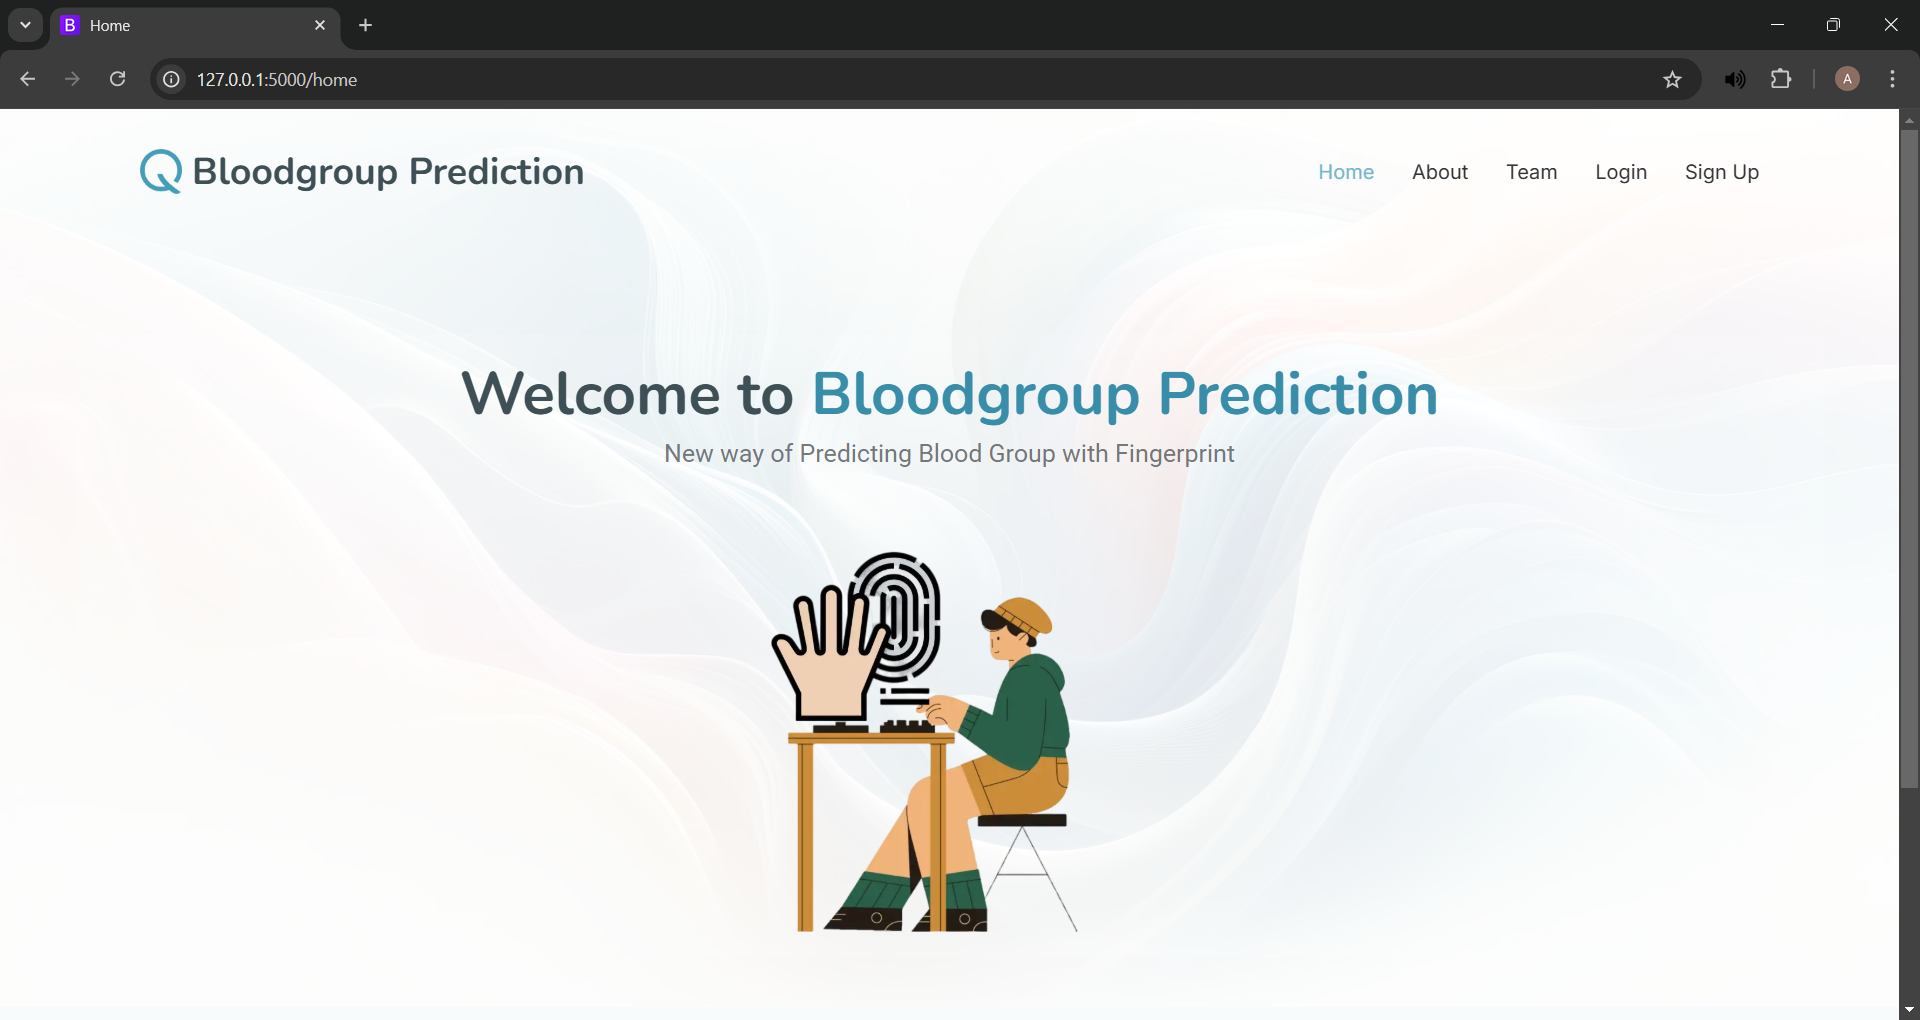 B Home
127.0.0.1:5000/home
A
Bloodgroup Prediction
Home About Team Login Sign Up
Welcome to Bloodgroup Prediction
New way of Predicting Blood Group with Fingerprint